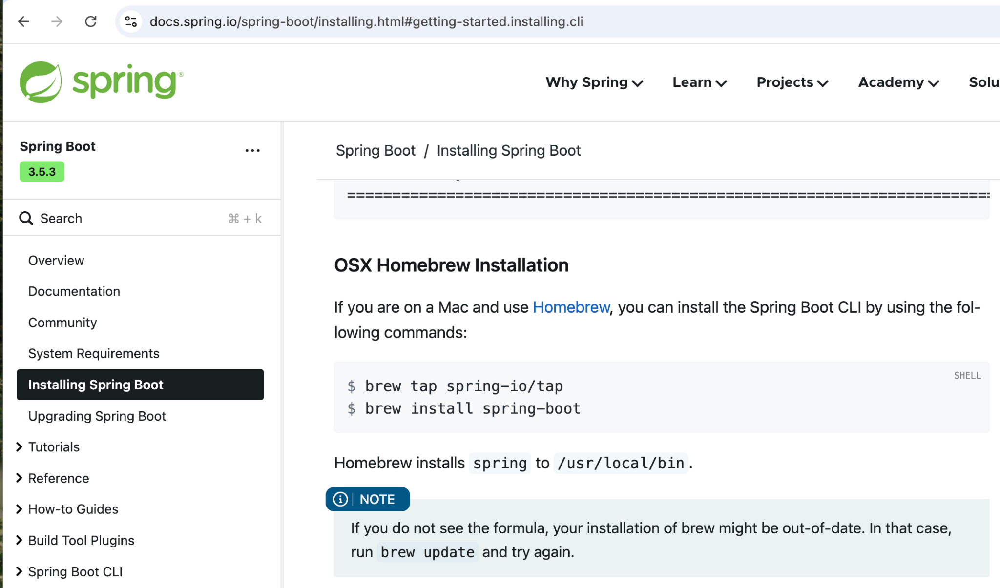 docs.spring.io/spring-boot/installing.html#getting-started.installing.cli
spring®
Why Spring
Learn
Projects
Academy
Solu
Spring Boot
3.5.3
Search
⌘ + k
Overview
Documentation
Community
System Requirements
Installing Spring Boot
Upgrading Spring Boot
Tutorials
Reference
How-to Guides
Build Tool Plugins
Spring Boot CLI
Spring Boot / Installing Spring Boot
OSX Homebrew Installation
If you are on a Mac and use Homebrew, you can install the Spring Boot CLI by using the fol-
lowing commands:
SHELL
$ brew tap spring-io/tap
$ brew install spring-boot
Homebrew installs spring to /usr/local/bin.
NOTE
If you do not see the formula, your installation of brew might be out-of-date. In that case,
run brew update and try again.